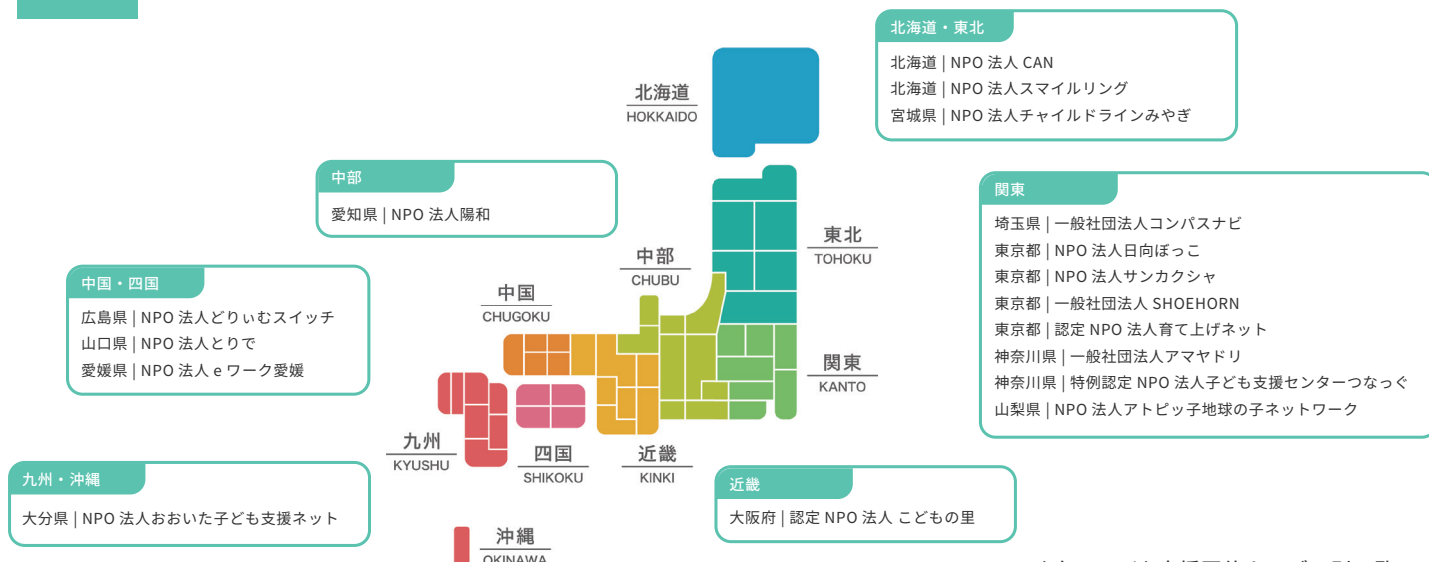 北海道・東北
北海道 | NPO 法人 CAN
北海道 | NPO 法人スマイルリング
宮城県 | NPO 法人チャイルドラインみやぎ
北海道
HOKKAIDO
中部
愛知県 | NPO 法人陽和
関東
埼玉県 | 一般社団法人コンパスナビ
東京都 | NPO 法人日向ぼっこ
東京都 | NPO 法人サンカクシャ
東京都 | 一般社団法人 SHOEHORN
東京都 | 認定 NPO 法人育て上げネット
神奈川県 | 一般社団法人アマヤドリ
神奈川県 | 特例認定 NPO 法人子ども支援センターつなっぐ
山梨県 | NPO 法人アトピッ子地球の子ネットワーク
東北
TOHOKU
中部
CHUBU
中国・四国
広島県 | NPO 法人どりぃむスイッチ
山口県 | NPO 法人とりで
愛媛県 | NPO 法人 e ワーク愛媛
中国
CHUGOKU
関東
KANTO
九州
KYUSHU
四国
SHIKOKU
近畿
KINKI
九州・沖縄
大分県 | NPO 法人おおいた子ども支援ネット
近畿
大阪府 | 認定 NPO 法人 こどもの里
沖縄
OKINAWA